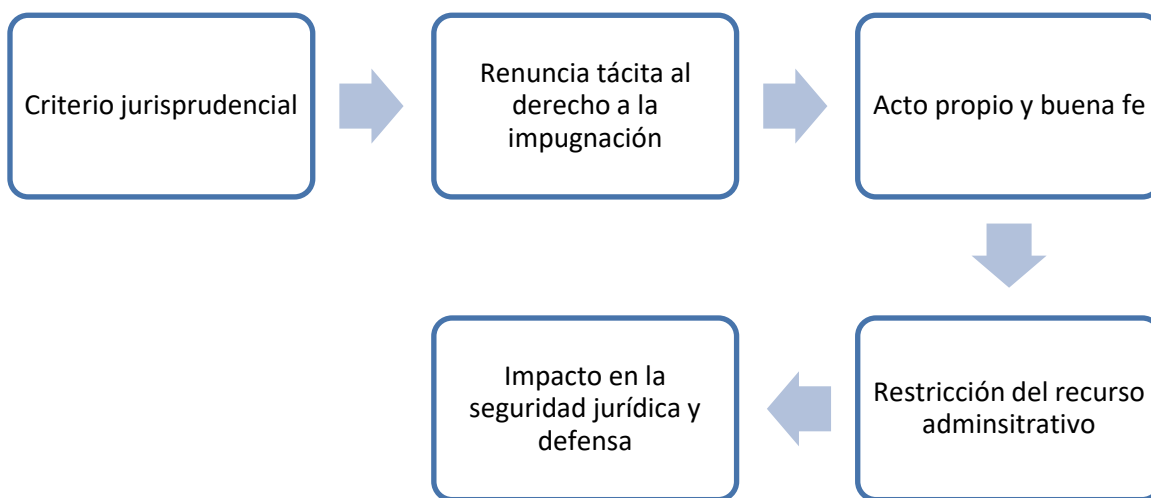 Criterio jurisprudencial
Renuncia tácita al
derecho a la
impugnación
Acto propio y buena fe
Restricción del recurso
adminsitrativo
Impacto en la
seguridad jurídica y
defensa